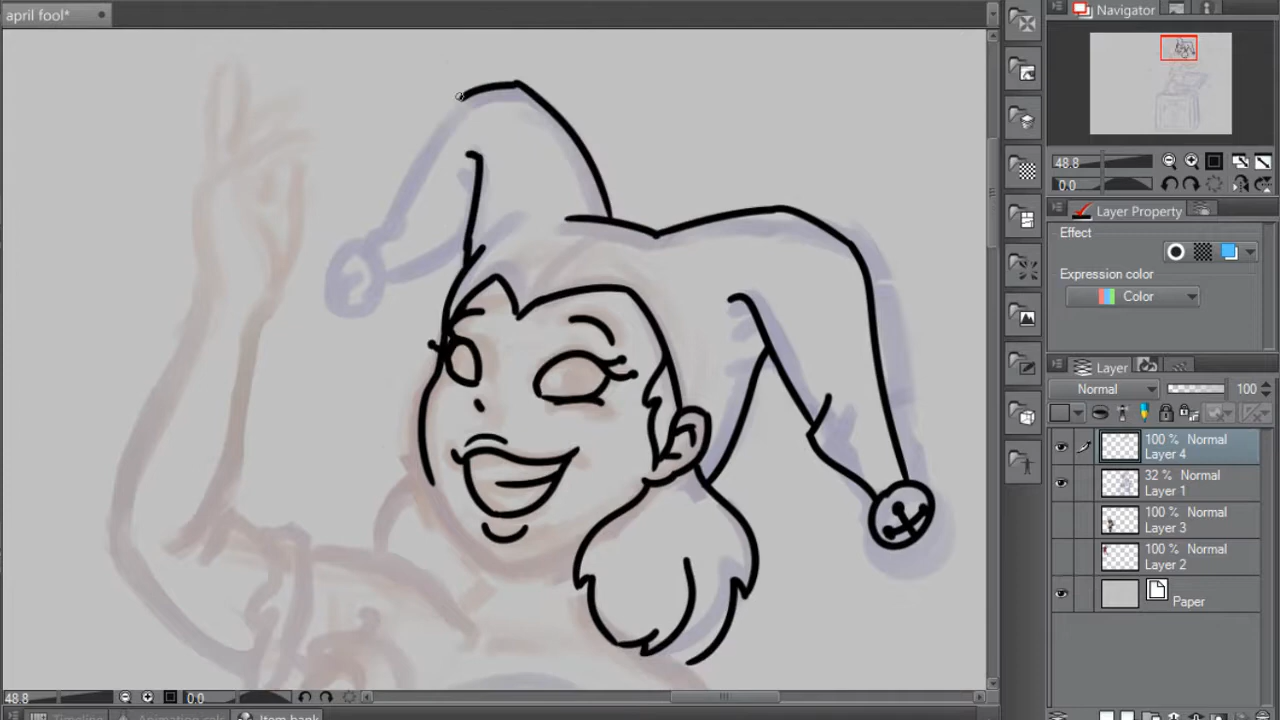 april fool*
Navigator
48.8
0.0
Layer Property
Effect
Expression color
Color
Layer
Normal
100
100 % Normal
Layer 4
32 % Normal
Layer 1
100 % Normal
Layer 3
100 % Normal
Layer 2
Paper
48.8
0.0
Timeline
Animation cels
Item bank